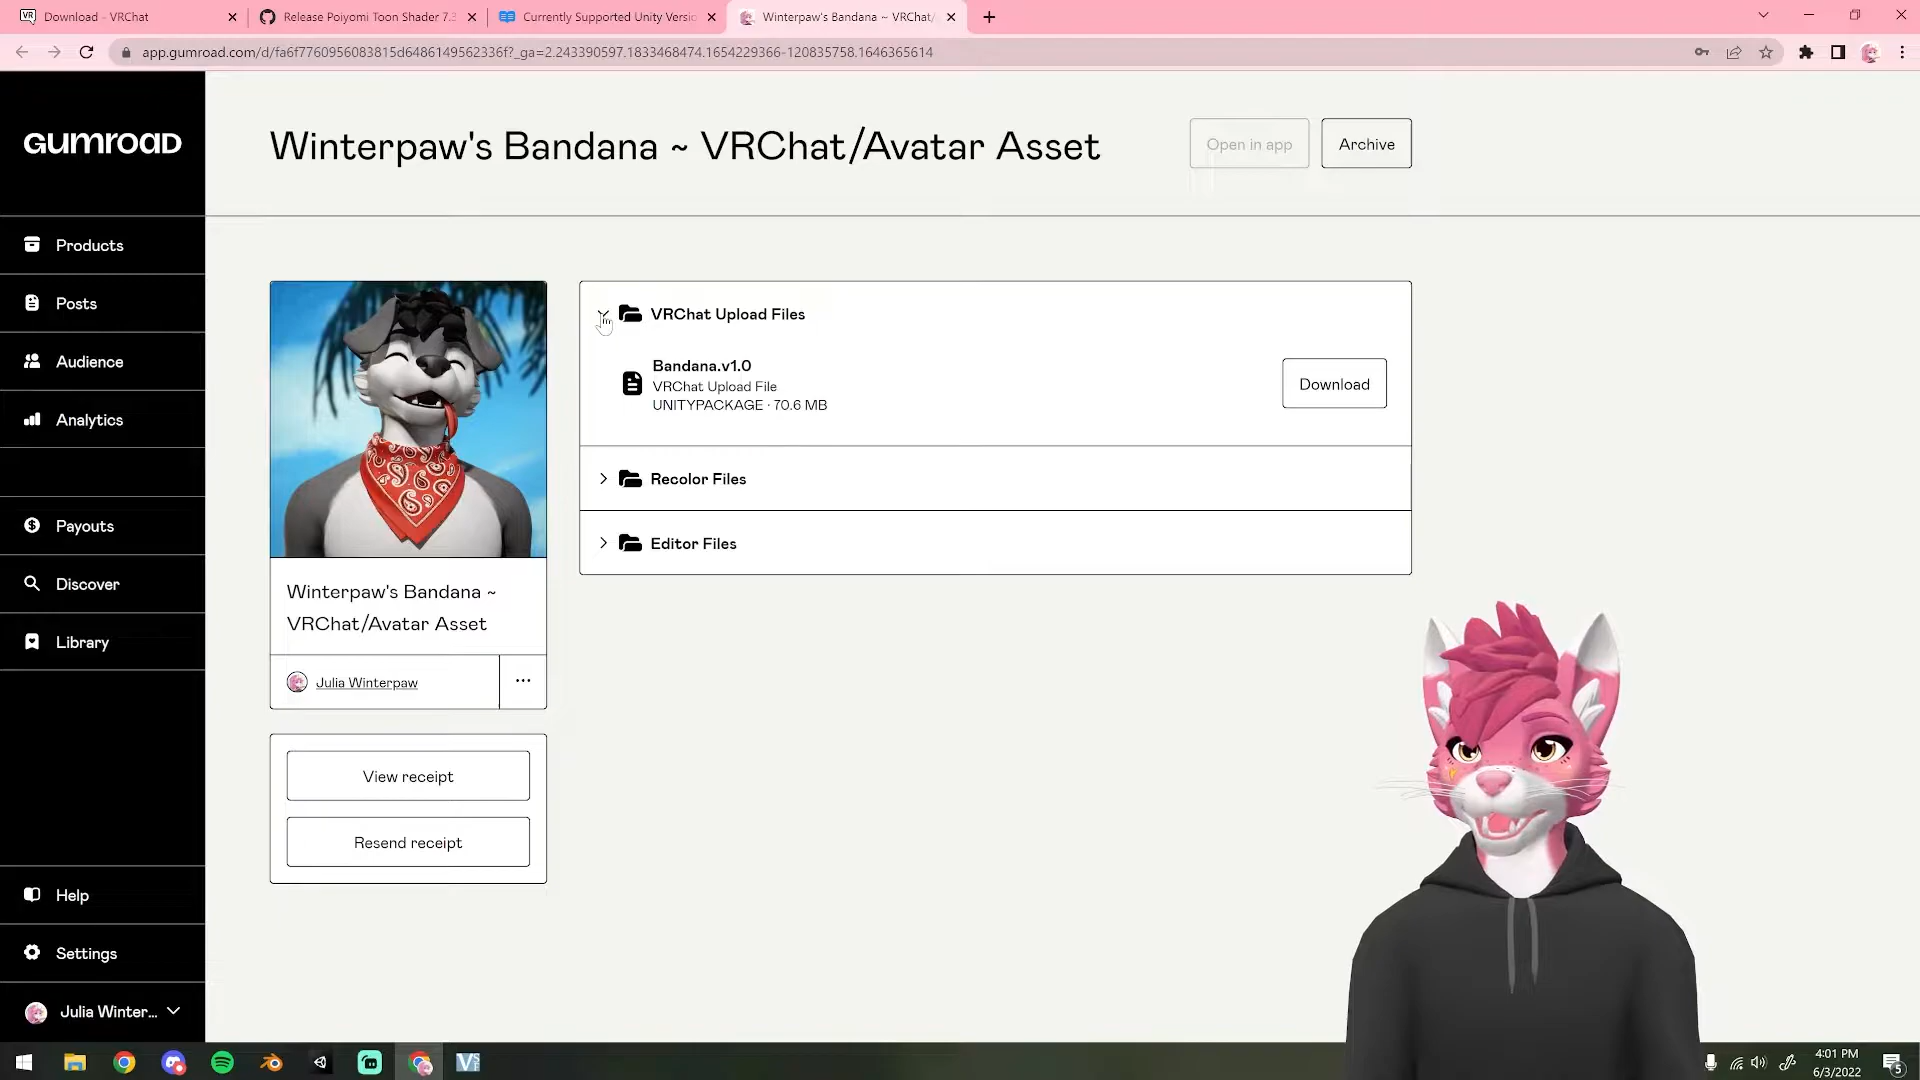 Download - VRChat
Release Poiyomi Toon Shader 7.3
Currently Supported Unity Versio
Winterpaw's Bandana ~ VRChat/
app.gumroad.com/d/fa6f7760956083815d6486149562336f?_ga=2.243390597.1833468474.1654229366-120835758.1646365614
GUMROAD
Winterpaw's Bandana ~ VRChat/Avatar Asset
Open in app
Archive
Products
Posts
Audience
Analytics
Payouts
Discover
Library
Help
Settings
Julia Winter...
VRChat Upload Files
Bandana.v1.0
VRChat Upload File
UNITYPACKAGE · 70.6 MB
Download
Recolor Files
Editor Files
Winterpaw's Bandana ~
VRChat/Avatar Asset
Julia Winterpaw
...
View receipt
Resend receipt
4:01 PM
6/3/2022
5